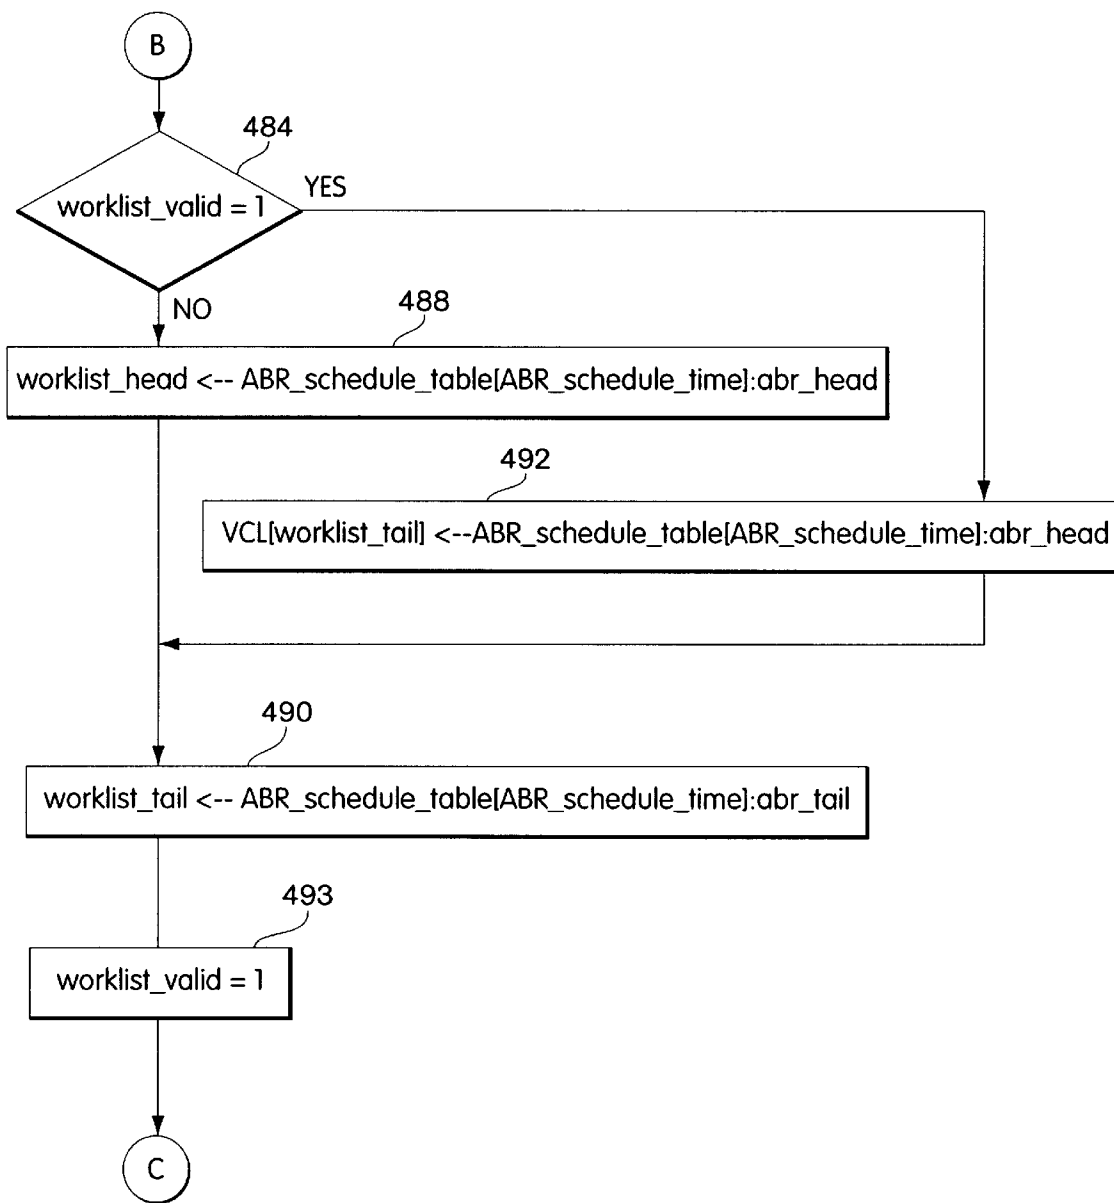 B
484
worklist_valid = 1
YES
NO
488
worklist_head <-- ABR_schedule_table[ABR_schedule_time]:abr_head
492
VCL[worklist_tail] <--ABR_schedule_table[ABR_schedule_time]:abr_head
490
worklist_tail <-- ABR_schedule_table[ABR_schedule_time]:abr_tail
493
worklist_valid = 1
C